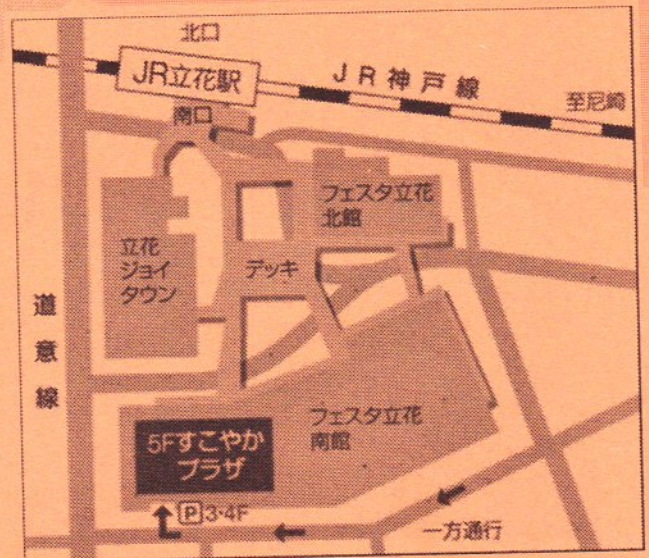 北口
JR立花駅
JR神戸線
至尼崎
南口
フェスタ立花
北館
立花
ジョイ
タウン
デッキ
道意線
フェスタ立花
南館
5Fすこやか
プラザ
P3・4F
一方通行